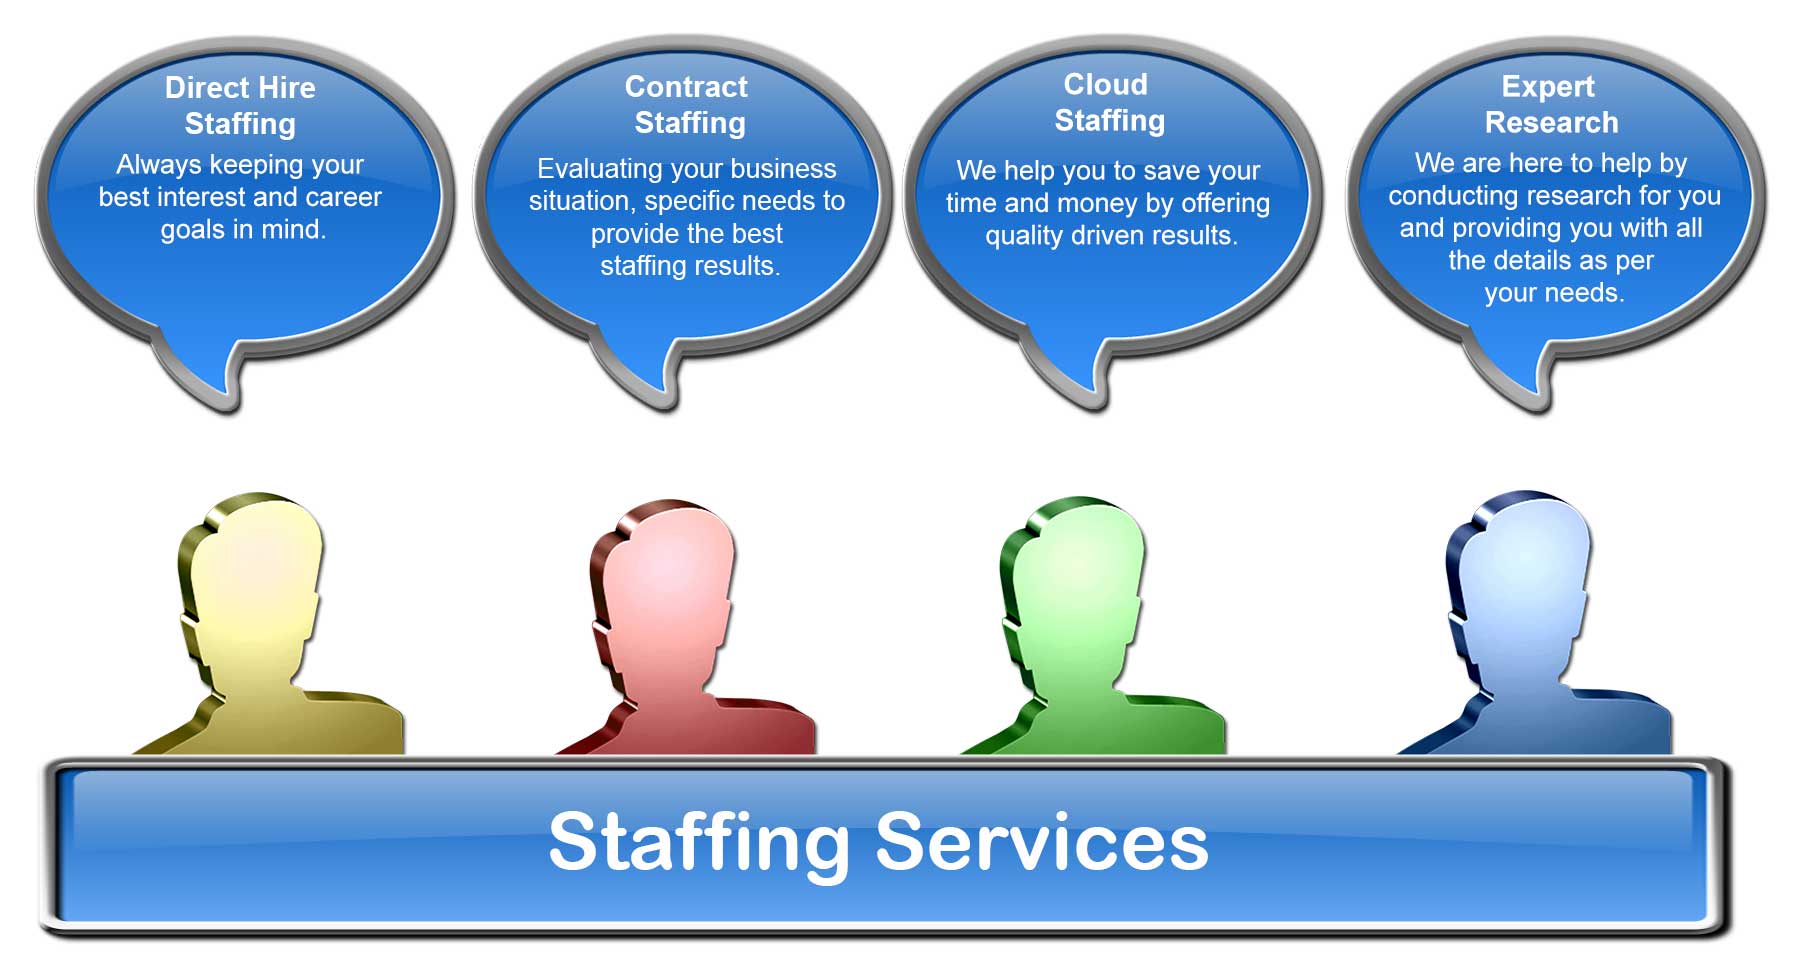 Direct Hire
Staffing
Always keeping your
best interest and career
goals in mind.
Contract
Staffing
Evaluating your business
situation, specific needs to
provide the best
staffing results.
Cloud
Staffing
We help you to save your
time and money by offering
quality driven results.
Expert
Research
We are here to help by
conducting research for you
and providing you with all
the details as per
your needs.
Staffing Services